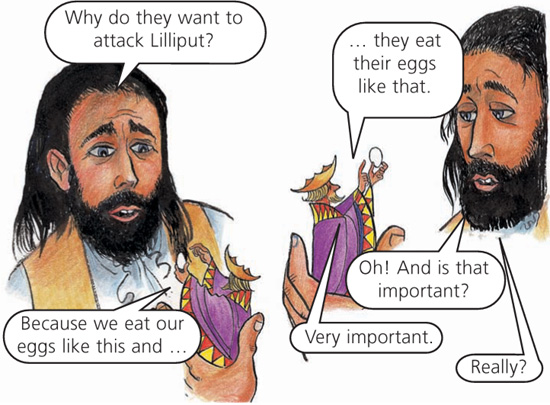 Why do they want to
attack Lilliput?
Because we eat our
eggs like this and ...
... they eat
their eggs
like that.
Oh! And is that
important?
Very important.
Really?